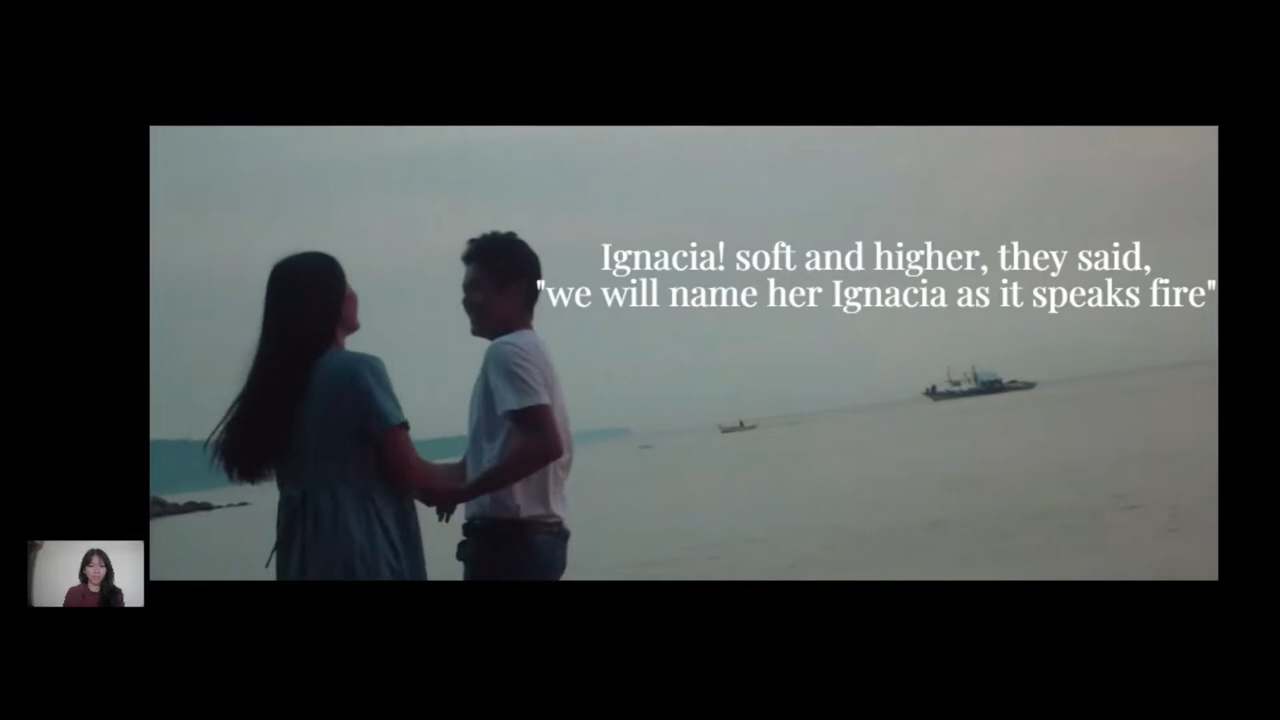 Ignacia! soft and higher, they said,
"we will name her Ignacia as it speaks fire"